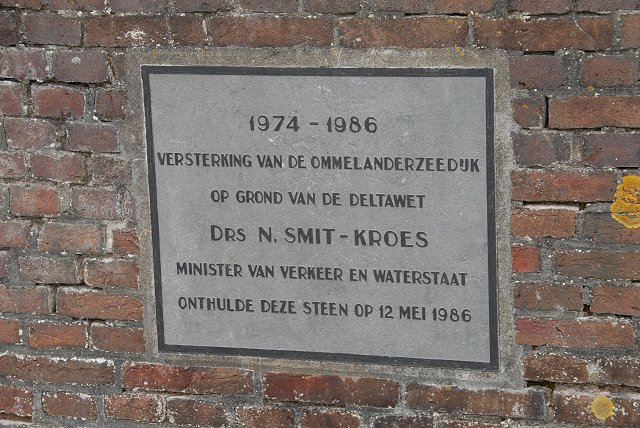 1974 - 1986
VERSTERKING VAN DE OMMELANDERZEEDIJK
OP GROND VAN DE DELTAWET
DRS N. SMIT-KROES
MINISTER VAN VERKEER EN WATERSTAAT
ONTHULDE DEZE STEEN OP 12 MEI 1986